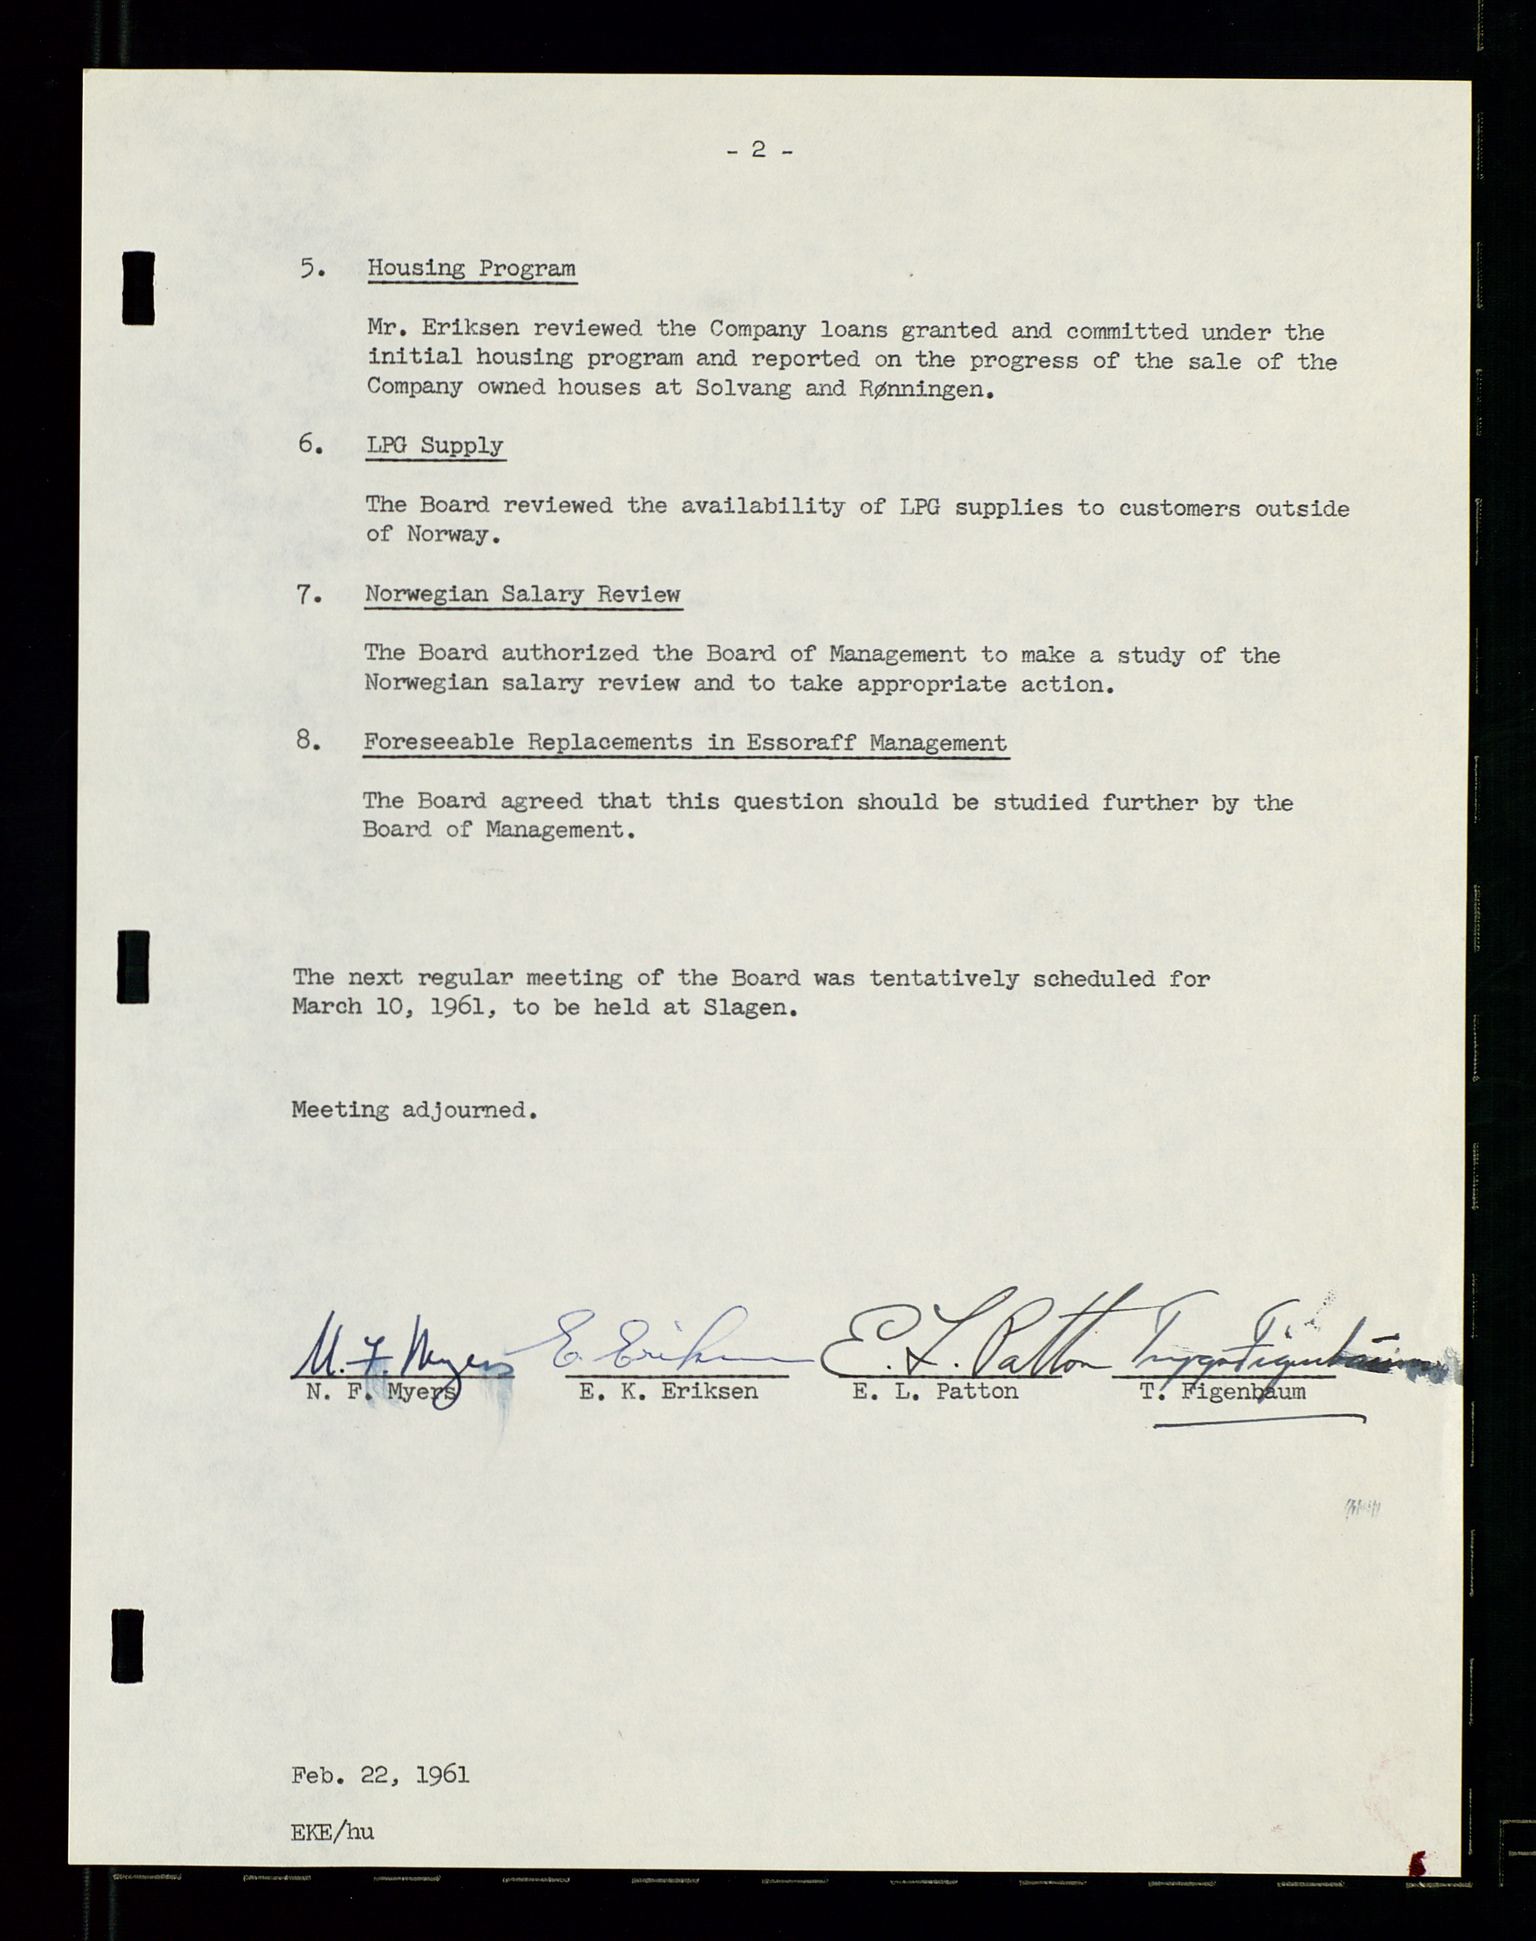 - 2 -
5. Housing Program
Mr. Eriksen reviewed the Company loans granted and committed under the
initial housing program and reported on the progress of the sale of the
Company owned houses at Solvang and Rønningen.
6. LPG Supply
The Board reviewed the availability of LPG supplies to customers outside
of Norway.
7. Norwegian Salary Review
The Board authorized the Board of Management to make a study of the
Norwegian salary review and to take appropriate action.
8. Foreseeable Replacements in Essoraff Management
The Board agreed that this question should be studied further by the
Board of Management.
The next regular meeting of the Board was tentatively scheduled for
March 10, 1961, to be held at Slagen.
Meeting adjourned.
N. F. Myers E. Eriksen E. L. Patton Trygve Figenbaum
N. F. Myers E. K. Eriksen E. L. Patton T. Figenbaum
Feb. 22, 1961
EKE/hu